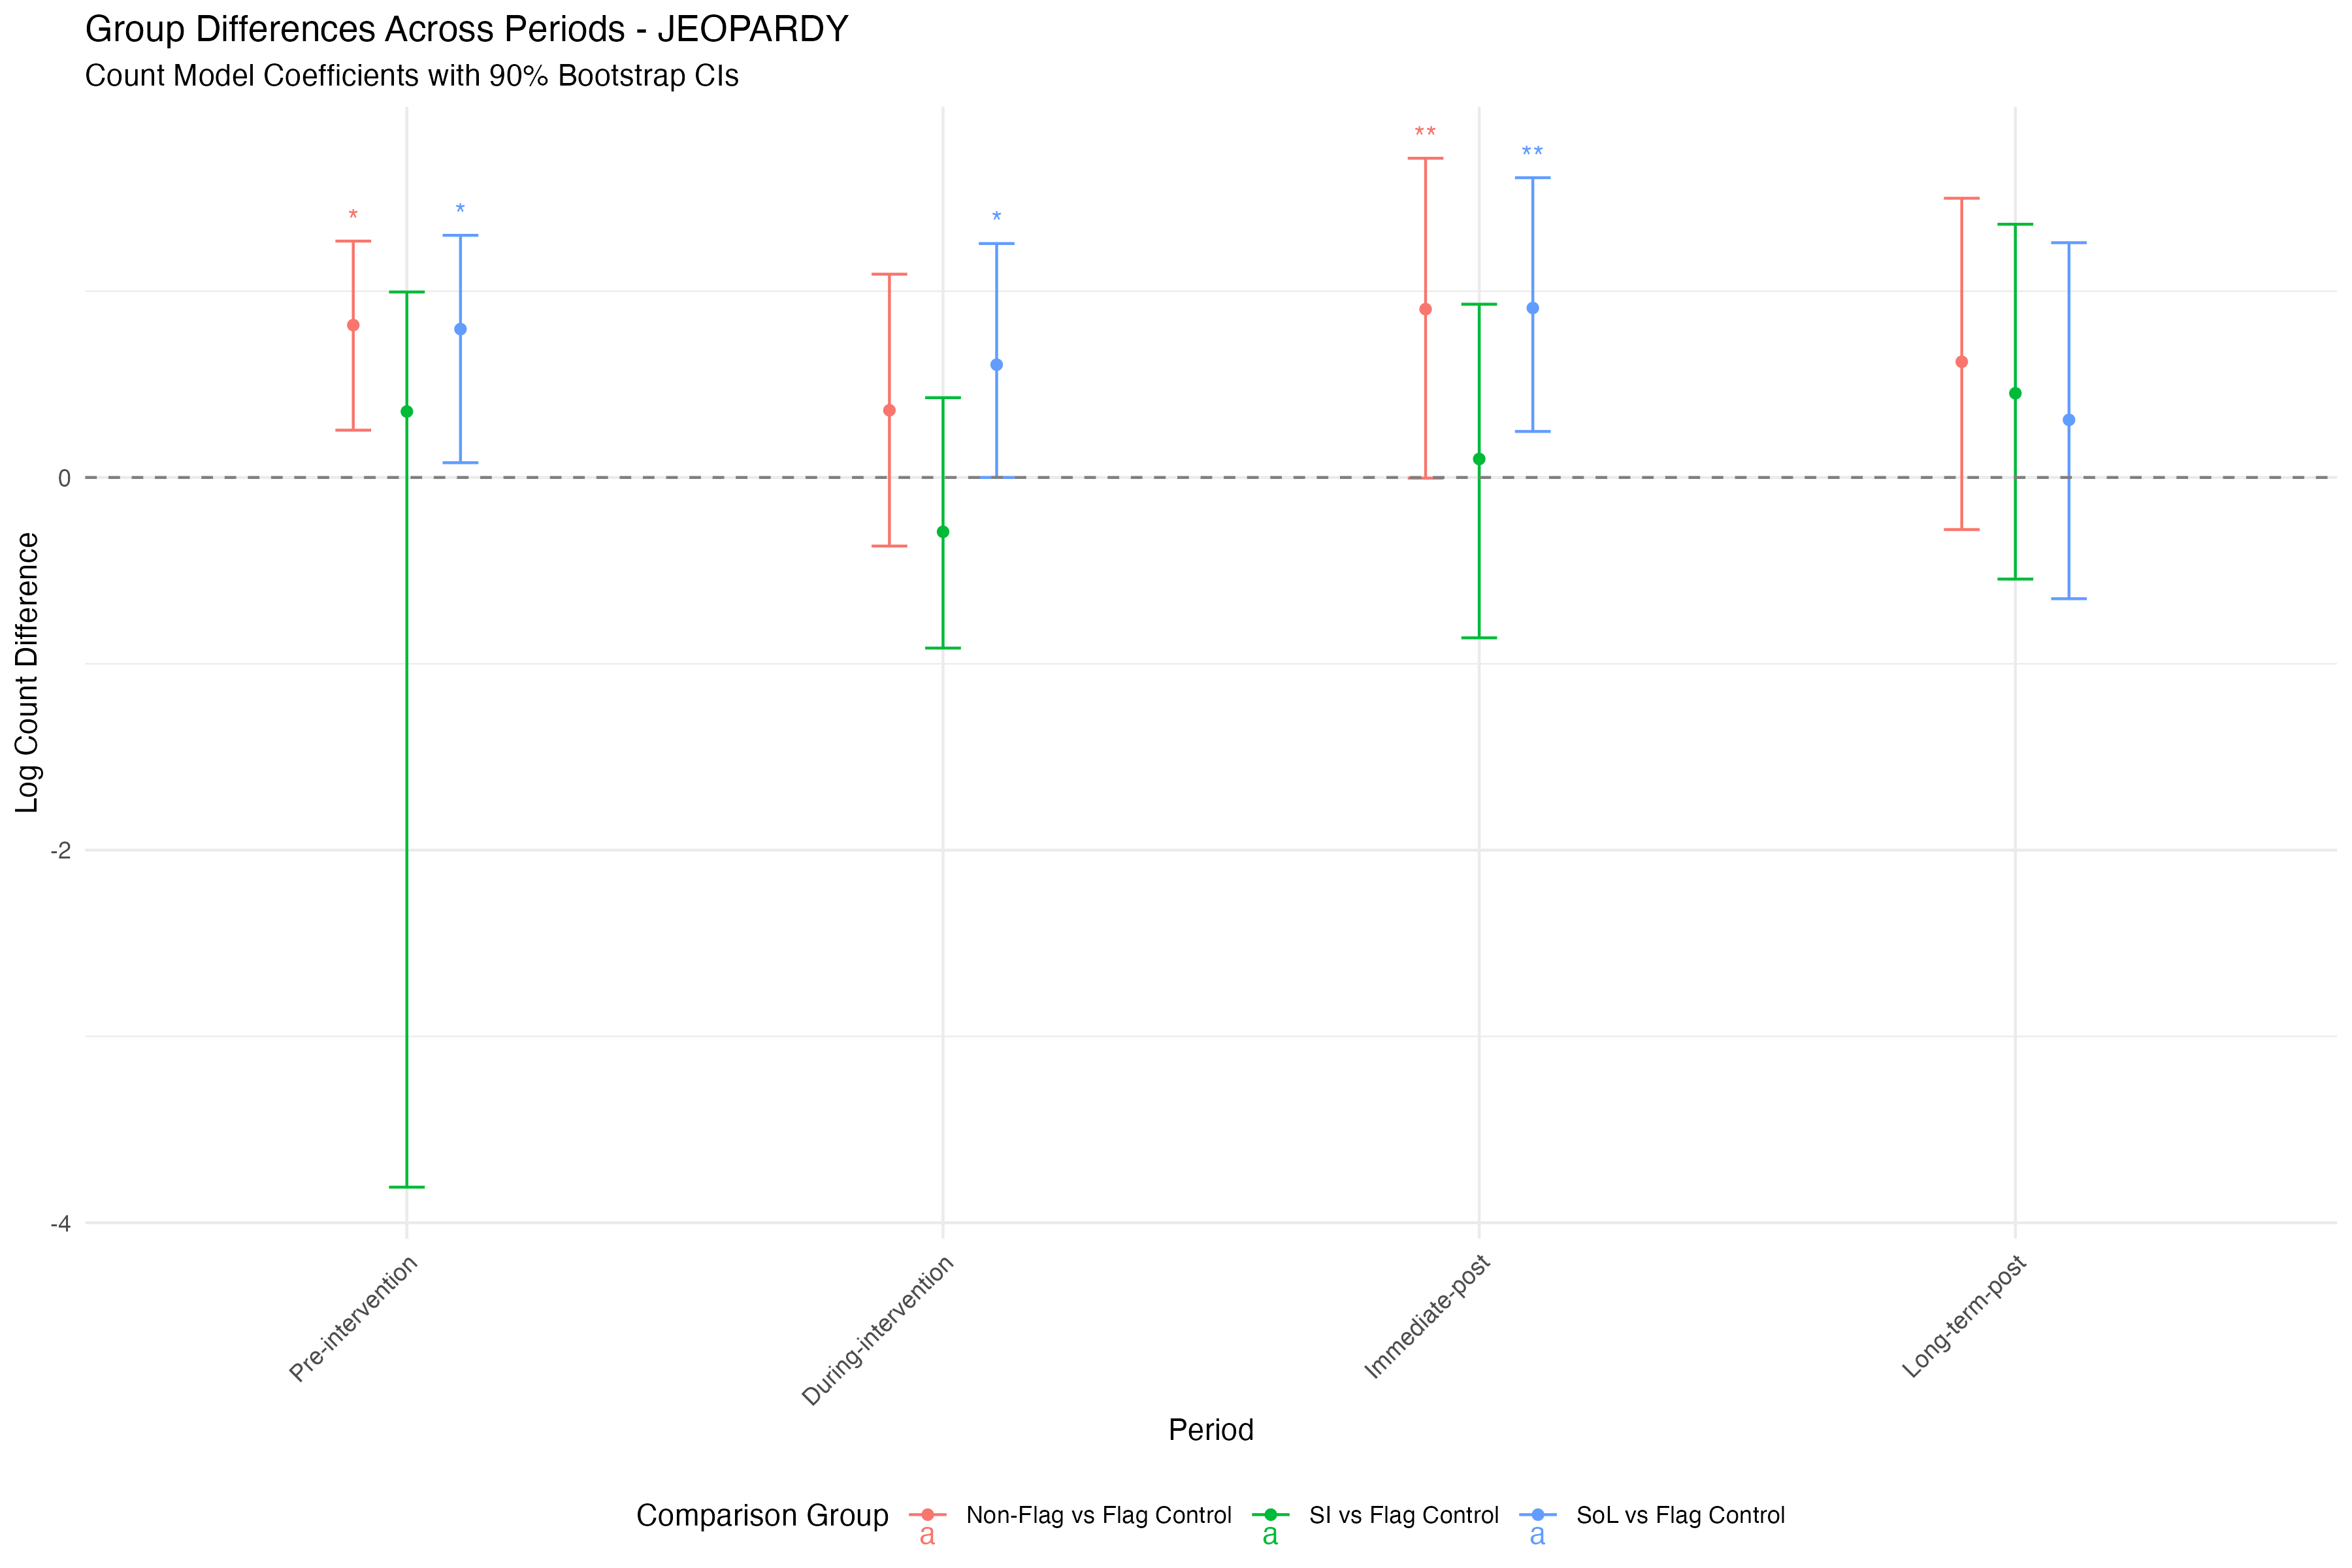 Group Differences Across Periods - JEOPARDY
Count Model Coefficients with 90% Bootstrap CIs
** **
* * *
0
-2
-4
Log Count Difference
Pre-intervention During-intervention Immediate-post Long-term-post
Period
Comparison Group a Non-Flag vs Flag Control a SI vs Flag Control a SoL vs Flag Control